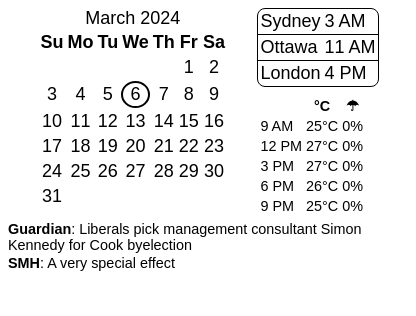 March 2024
Su Mo Tu We Th Fr Sa
1 2
3 4 5 6 7 8 9
10 11 12 13 14 15 16
17 18 19 20 21 22 23
24 25 26 27 28 29 30
31
Sydney 3 AM
Ottawa 11 AM
London 4 PM
°C ☂
9 AM 25°C 0%
12 PM 27°C 0%
3 PM 27°C 0%
6 PM 26°C 0%
9 PM 25°C 0%
Guardian: Liberals pick management consultant Simon
Kennedy for Cook byelection
SMH: A very special effect